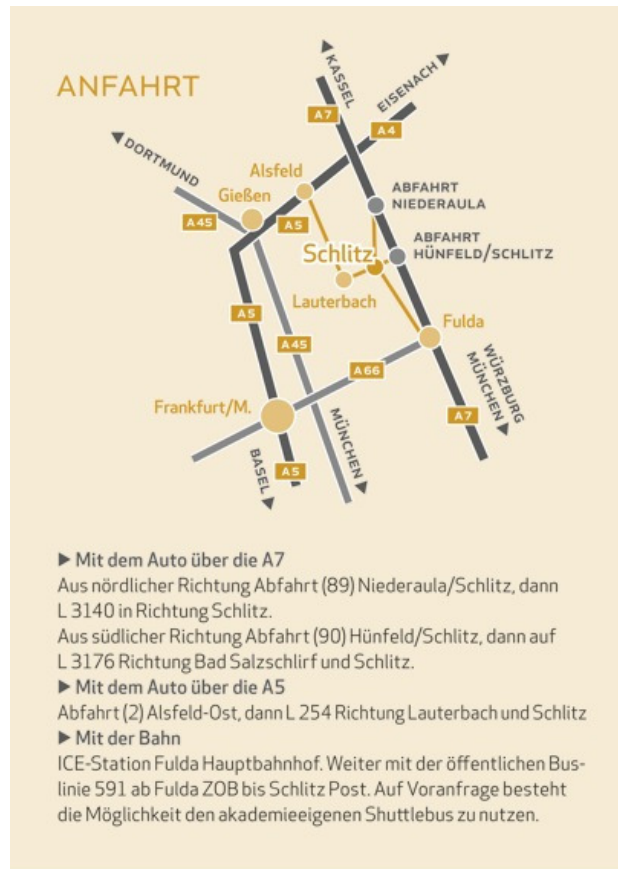 ANFAHRT
KASSEL
EISENACH
A7
A4
DORTMUND
Alsfeld
Gießen
ABFAHRT
NIEDERAULA
A45
A5
ABFAHRT
HÜNFELD/SCHLITZ
Schlitz
Lauterbach
A5
Fulda
A45
A66
WÜRZBURG
MÜNCHEN
Frankfurt/M.
A7
MÜNCHEN
BASEL
A5
▶ Mit dem Auto über die A7
Aus nördlicher Richtung Abfahrt (89) Niederaula/Schlitz, dann
L 3140 in Richtung Schlitz.
Aus südlicher Richtung Abfahrt (90) Hünfeld/Schlitz, dann auf
L 3176 Richtung Bad Salzschlirf und Schlitz.
▶ Mit dem Auto über die A5
Abfahrt (2) Alsfeld-Ost, dann L 254 Richtung Lauterbach und Schlitz
▶ Mit der Bahn
ICE-Station Fulda Hauptbahnhof. Weiter mit der öffentlichen Bus-
linie 591 ab Fulda ZOB bis Schlitz Post. Auf Voranfrage besteht
die Möglichkeit den akademieeigenen Shuttlebus zu nutzen.